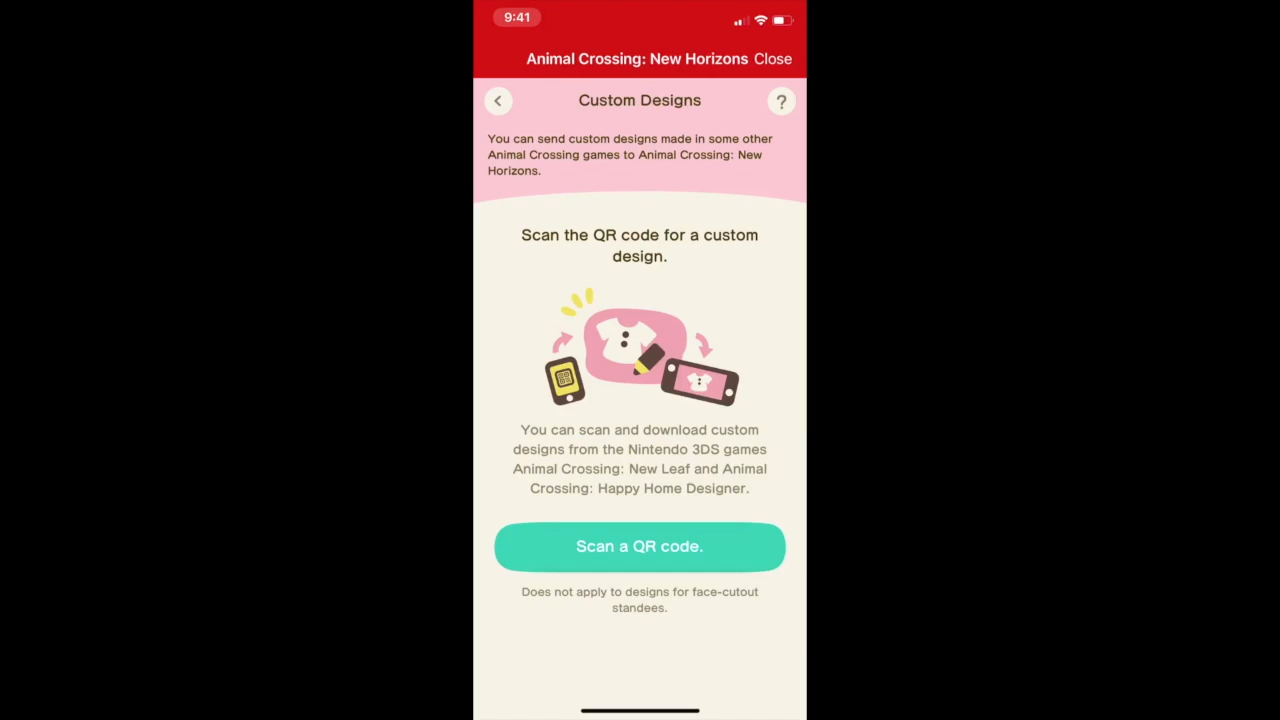 9:41
Animal Crossing: New Horizons Close
Custom Designs
?
You can send custom designs made in some other
Animal Crossing games to Animal Crossing: New
Horizons.
Scan the QR code for a custom
design.
You can scan and download custom
designs from the Nintendo 3DS games
Animal Crossing: New Leaf and Animal
Crossing: Happy Home Designer.
Scan a QR code.
Does not apply to designs for face-cutout
standees.